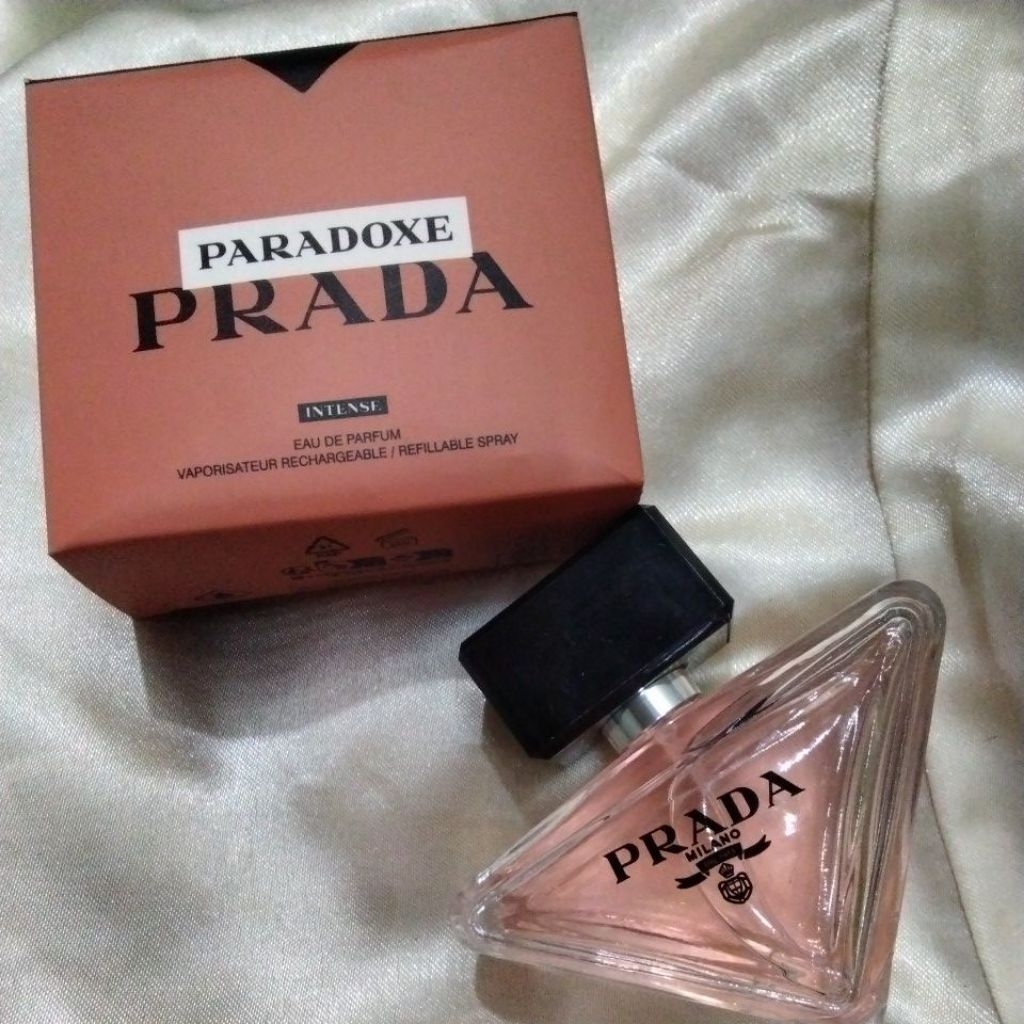 PARADOXE
PRADA
INTENSE
EAU DE PARFUM
VAPORISATEUR RECHARGEABLE / REFILLABLE SPRAY
PRADA
MILANO